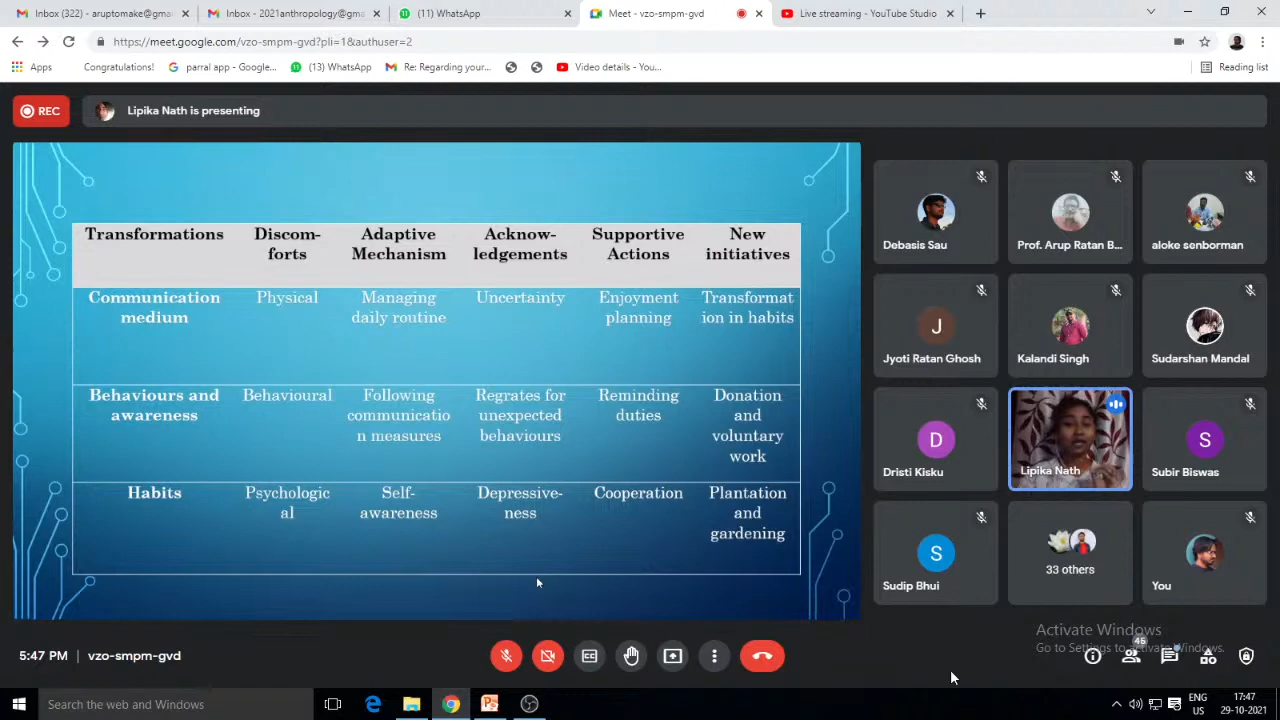 Inbox (322) - aruptomake@gma
Inbox - 2021anthropology@gm
(11) WhatsApp
Meet - vzo-smpm-gvd
Live streaming - YouTube Studio
https://meet.google.com/vzo-smpm-gvd?pli=1&authuser=2
Apps
Congratulations!
parral app - Google...
(13) WhatsApp
Re: Regarding your...
Video details - You...
Reading list
REC
Lipika Nath is presenting
Transformations
Discom-
forts
Adaptive
Mechanism
Acknow-
ledgements
Supportive
Actions
New
initiatives
Communication
medium
Physical
Managing
daily routine
Uncertainty
Enjoyment
planning
Transformat
ion in habits
Behaviours and
awareness
Behavioural
Following
communicatio
n measures
Regrates for
unexpected
behaviours
Reminding
duties
Donation
and
voluntary
work
Habits
Psychologic
al
Self-
awareness
Depressive-
ness
Cooperation
Plantation
and
gardening
Debasis Sau
Prof. Arup Ratan B...
aloke senborman
J
Jyoti Ratan Ghosh
Kalandi Singh
Sudarshan Mandal
D
Dristi Kisku
Lipika Nath
S
Subir Biswas
S
Sudip Bhui
33 others
You
Activate Windows
Go to Settings to activate Windows.
5:47 PM | vzo-smpm-gvd
46
Search the web and Windows
ENG
US
17:47
29-10-2021